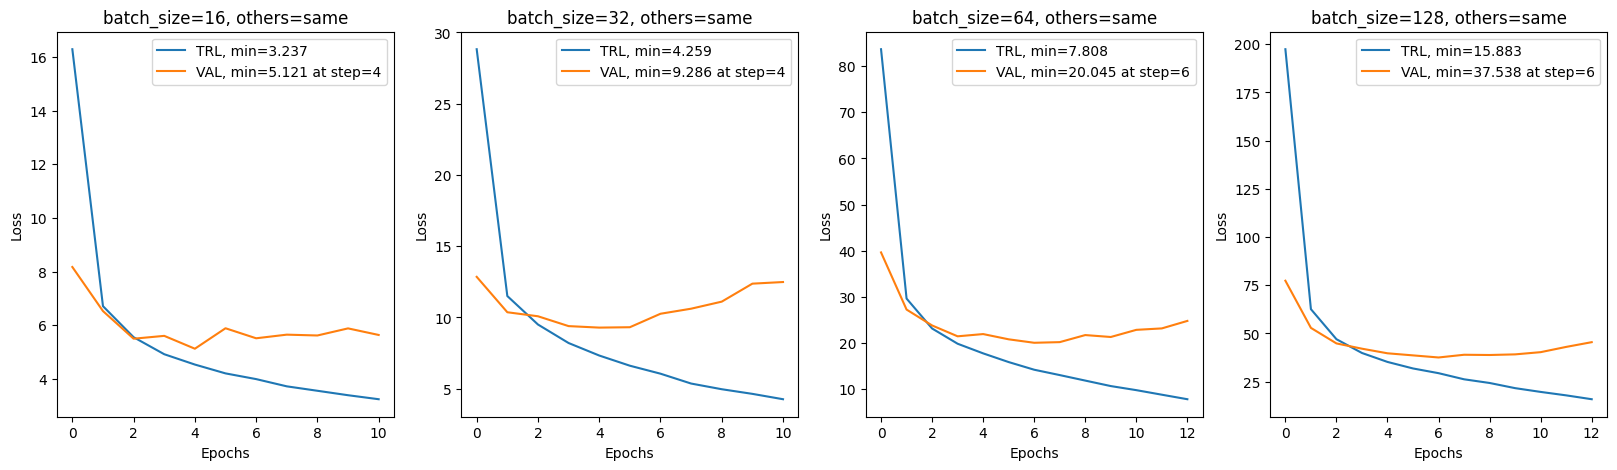 batch_size=16, others=same
TRL, min=3.237
VAL, min=5.121 at step=4
Loss
16
14
12
10
8
6
4
0 2 4 6 8 10
Epochs
batch_size=32, others=same
TRL, min=4.259
VAL, min=9.286 at step=4
Loss
30
25
20
15
10
5
0 2 4 6 8 10
Epochs
batch_size=64, others=same
TRL, min=7.808
VAL, min=20.045 at step=6
Loss
80
70
60
50
40
30
20
10
0 2 4 6 8 10 12
Epochs
batch_size=128, others=same
TRL, min=15.883
VAL, min=37.538 at step=6
Loss
200
175
150
125
100
75
50
25
0 2 4 6 8 10 12
Epochs